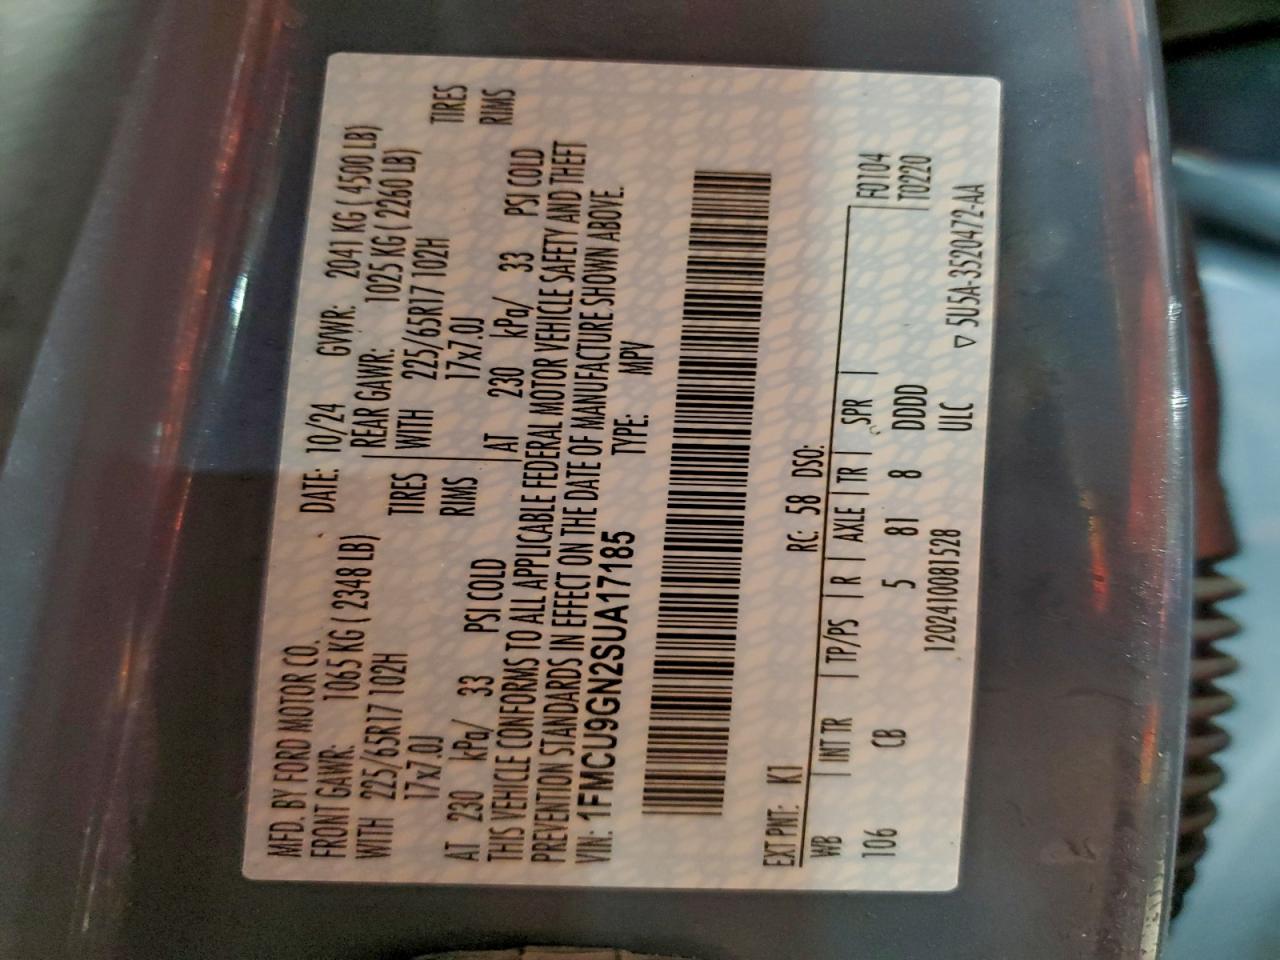 MFD. BY FORD MOTOR CO.
DATE: 10/24 GVWR: 2041 KG ( 4500 LB)
FRONT GAWR: 1065 KG ( 2348 LB) REAR GAWR: 1025 KG ( 2260 LB)
WITH 225/65R17 102H TIRES WITH 225/65R17 102H TIRES
17x7.0J RIMS 17x7.0J RIMS
AT 230 kPa/ 33 PSI COLD AT 230 kPa/ 33 PSI COLD
THIS VEHICLE CONFORMS TO ALL APPLICABLE FEDERAL MOTOR VEHICLE SAFETY AND THEFT
PREVENTION STANDARDS IN EFFECT ON THE DATE OF MANUFACTURE SHOWN ABOVE.
VIN: 1FMCU9GN2SUA17185 TYPE: MPV
EXT PNT: K1 RC: 58 DSO:
WB INT TR TP/PS R AXLE TR SPR F0104
106 CB 5 81 8 DDDD T0220
12024100815​28 ULC ▽ 5U5A-3520472-AA